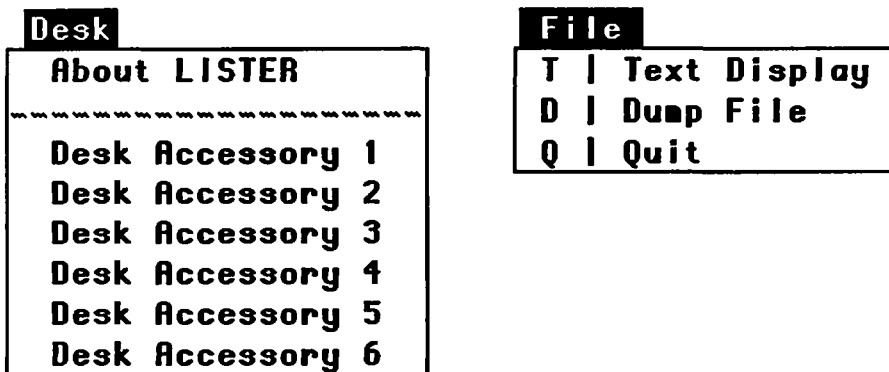 Desk
About LISTER
Desk Accessory 1
Desk Accessory 2
Desk Accessory 3
Desk Accessory 4
Desk Accessory 5
Desk Accessory 6
File
T | Text Display
D | Dump File
Q | Quit